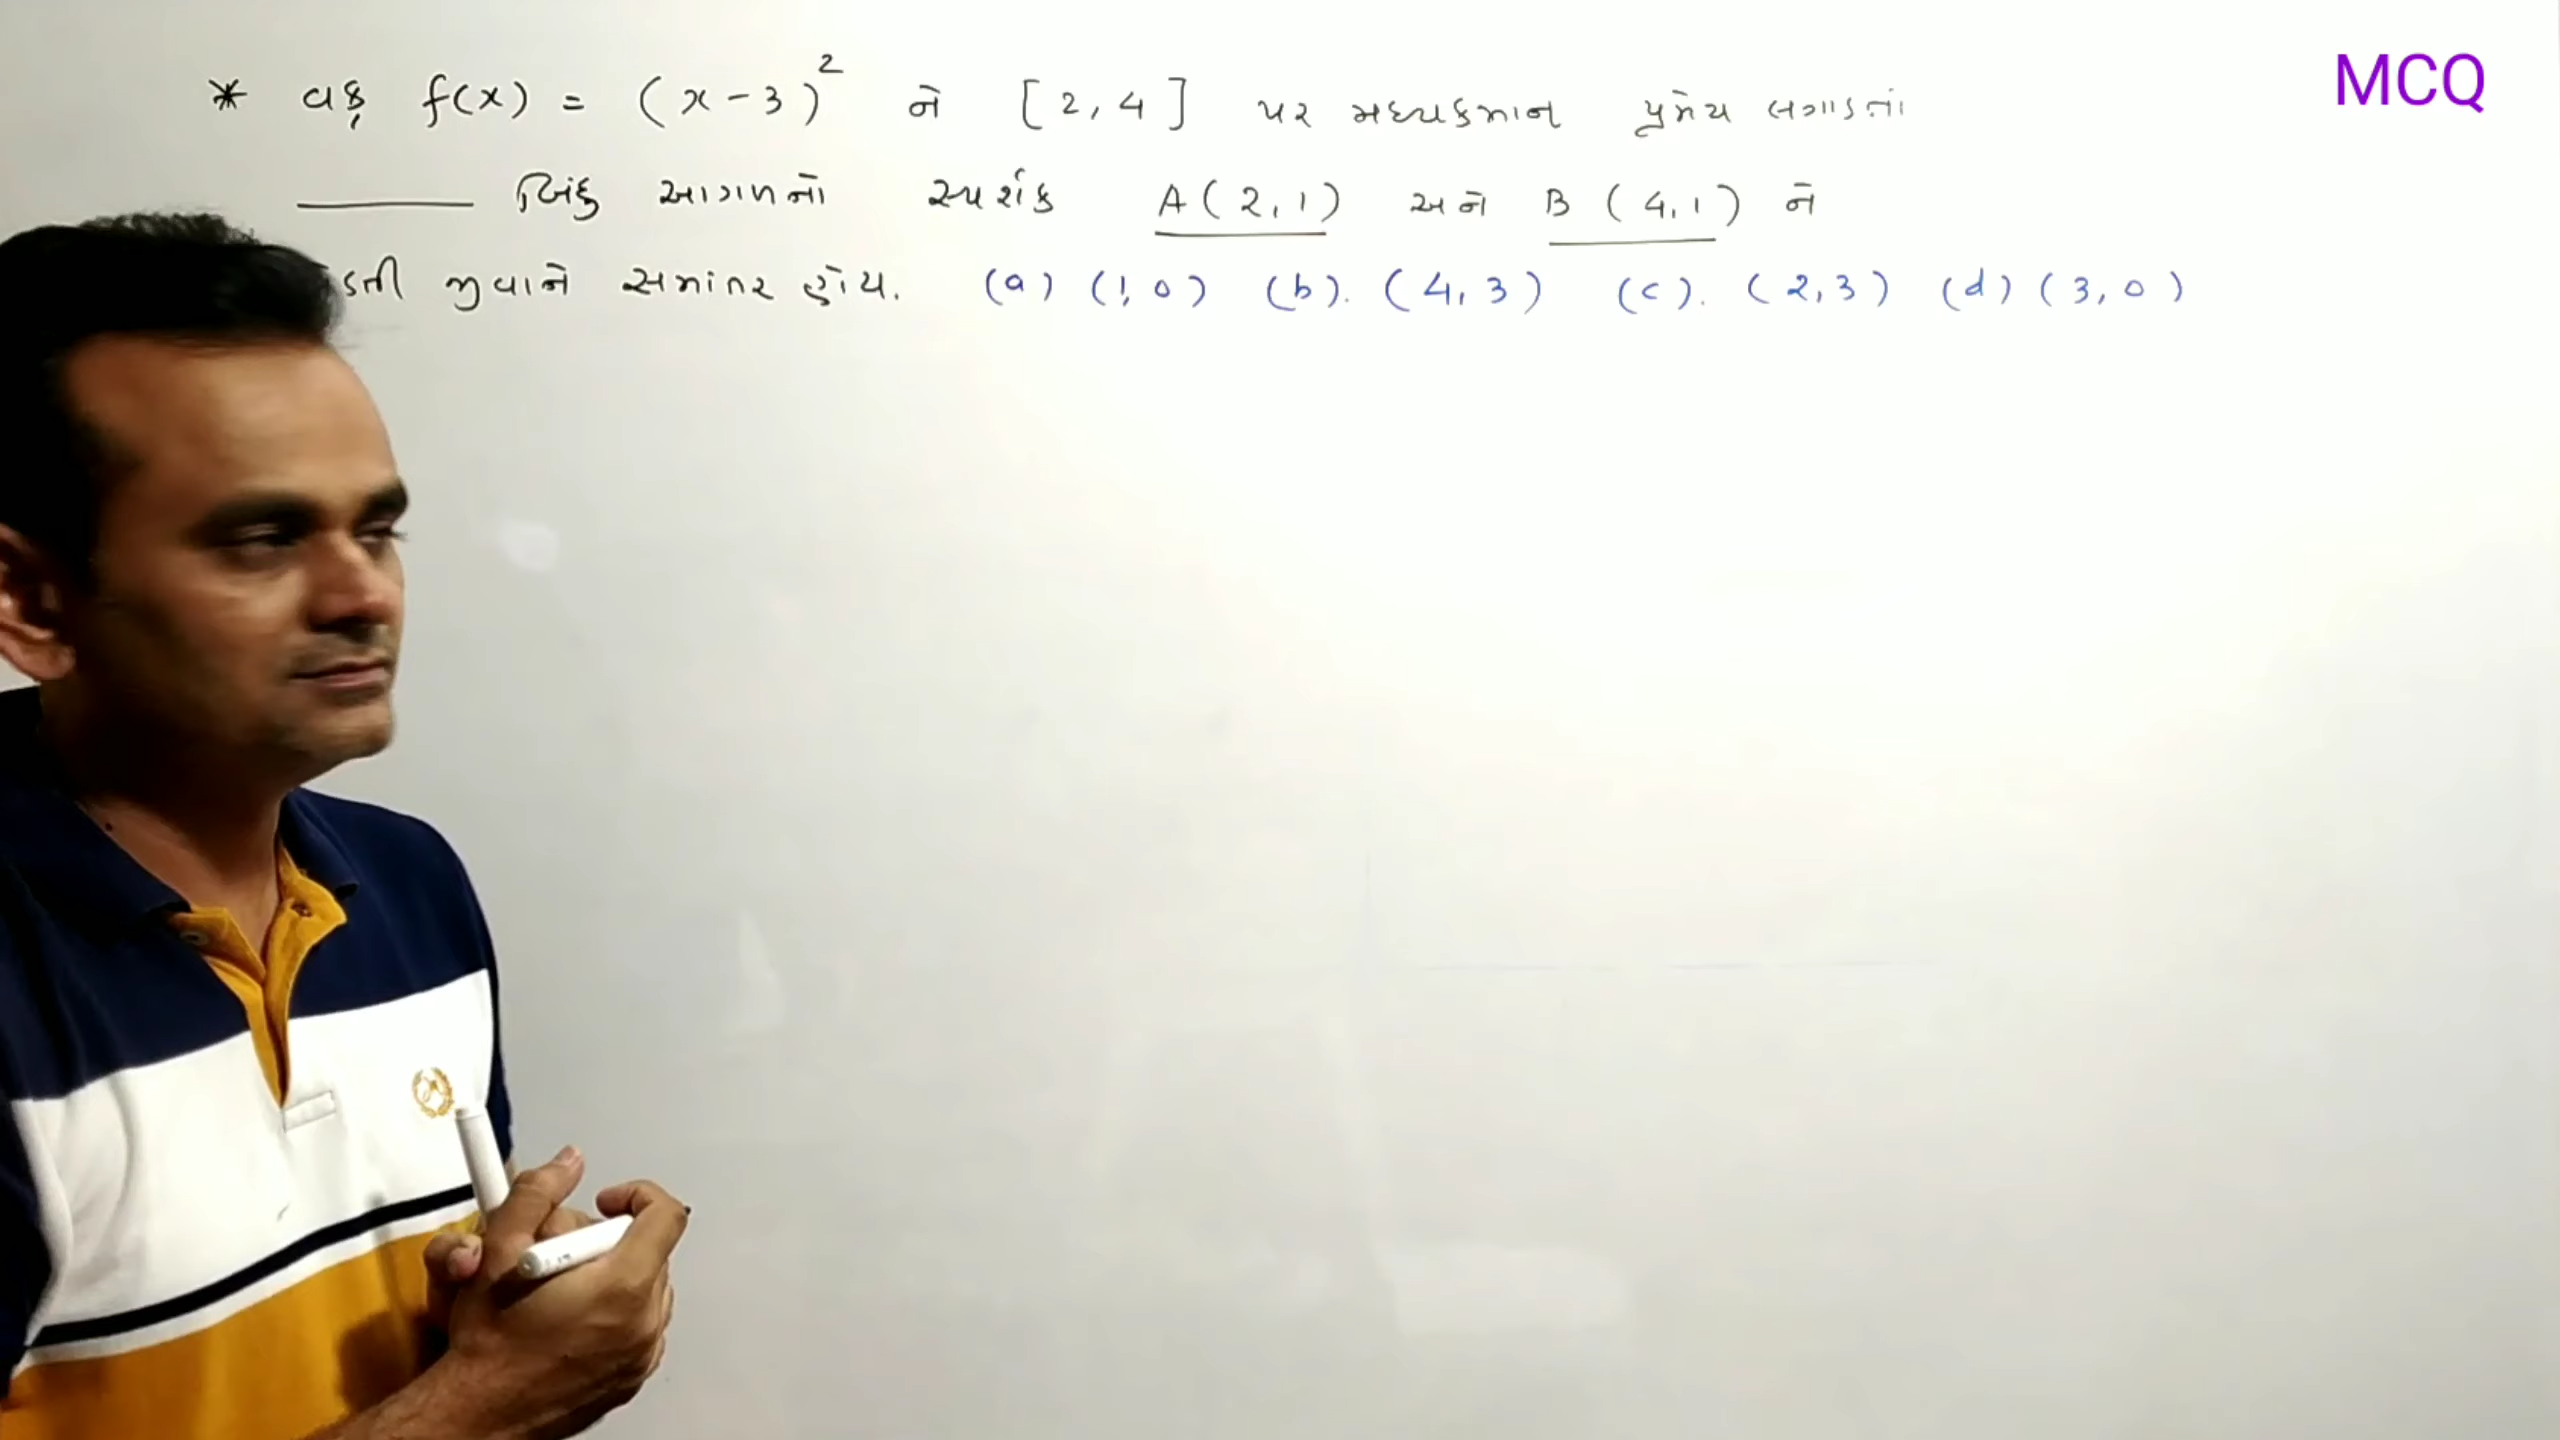 MCQ
* વક્ર f(x) = (x-3)² ને [2,4] પર મધ્યકમાન પ્રમેય લગાડતાં
______ બિંદુ આગળનો સ્પર્શક A(2,1) અને B(4,1) ને
ડતી જીવાને સમાંતર હોય. (a) (1,0) (b). (4,3) (c). (2,3) (d) (3,0)